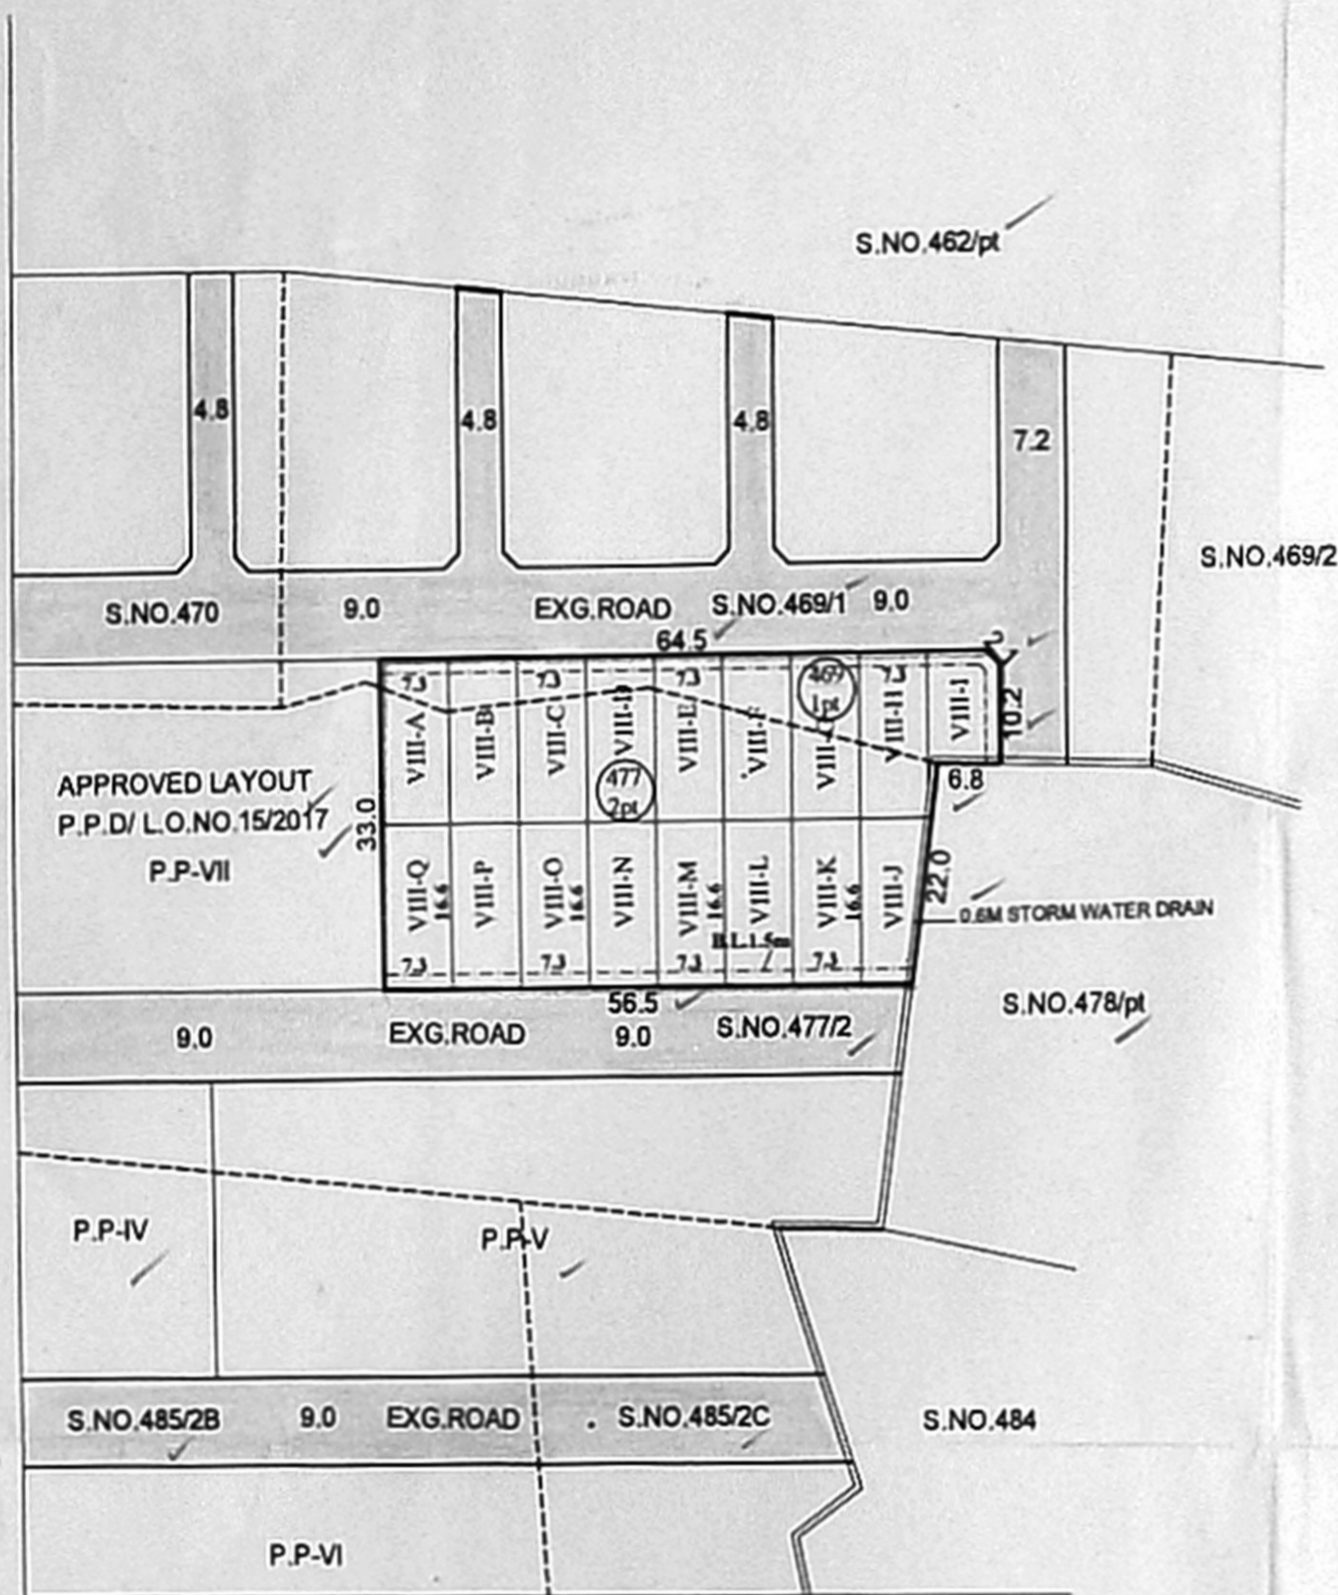 S.NO.462/pt
4.8
4.8
4.8
7.2
S.NO.469/2
S.NO.470
9.0
EXG.ROAD
S.NO.469/1
9.0
64.5
2
7.3
7.3
7.3
7.3
469
1pt
VIII-A
VIII-B
VIII-C
VIII-D
VIII-E
VIII-F
VIII-H
VIII-I
10.2
477
2pt
6.8
APPROVED LAYOUT
P.P.D/ L.O.NO.15/2017
P.P-VII
33.0
VIII-Q
16.6
VIII-P
VIII-O
16.6
VIII-N
VIII-M
16.6
VIII-L
VIII-K
16.6
VIII-J
22.0
0.6M STORM WATER DRAIN
B.L.1.5m
7.3
7.3
7.3
7.3
56.5
S.NO.478/pt
9.0
EXG.ROAD
9.0
S.NO.477/2
P.P-IV
P.P-V
S.NO.485/2B
9.0
EXG.ROAD
S.NO.485/2C
S.NO.484
P.P-VI